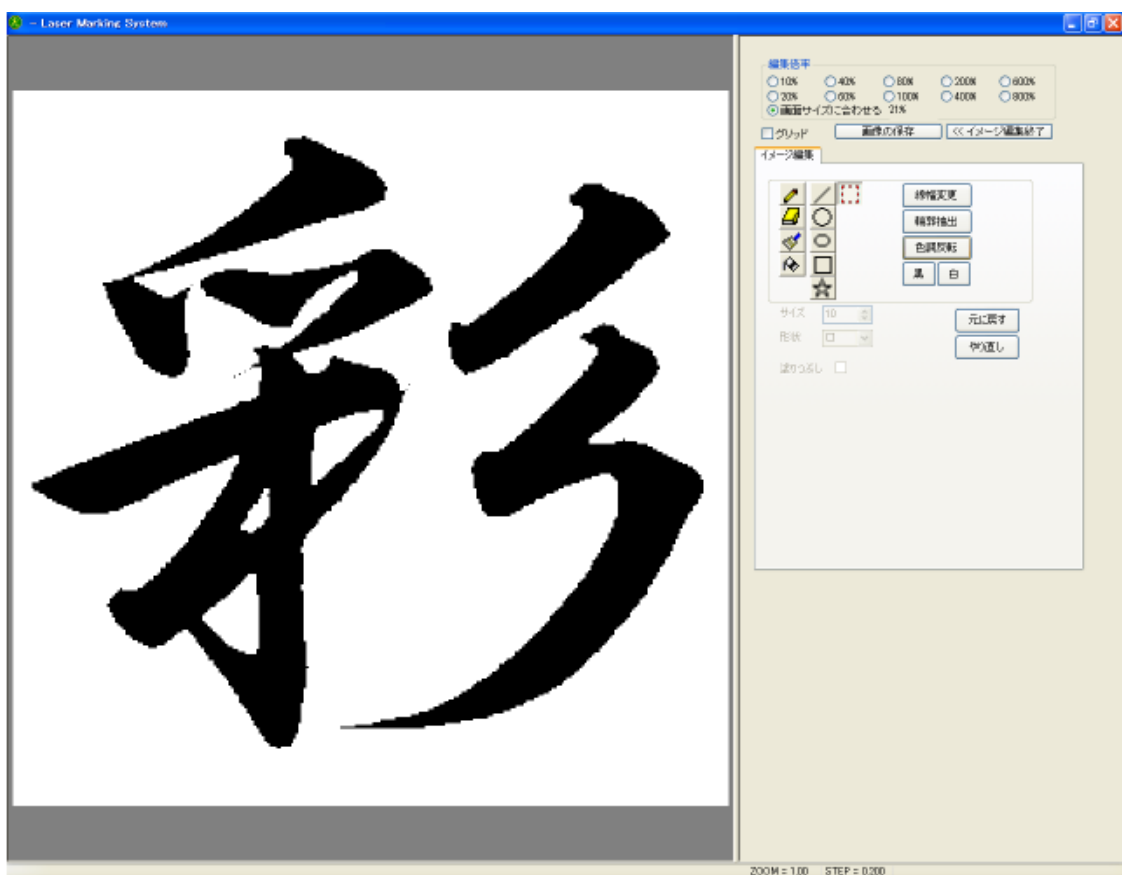 - Laser Marking System
彩
編集倍率
10% 40% 80% 200% 600%
20% 60% 100% 400% 800%
画面サイズに合わせる 21%
グリッド 画像の保存 << イメージ編集終了
イメージ編集
線幅変更
輪郭抽出
色調反転
黒 白
サイズ 10
形状 ロ
元に戻す
やり直し
塗りつぶし
ZOOM = 1.00 STEP = 0.200